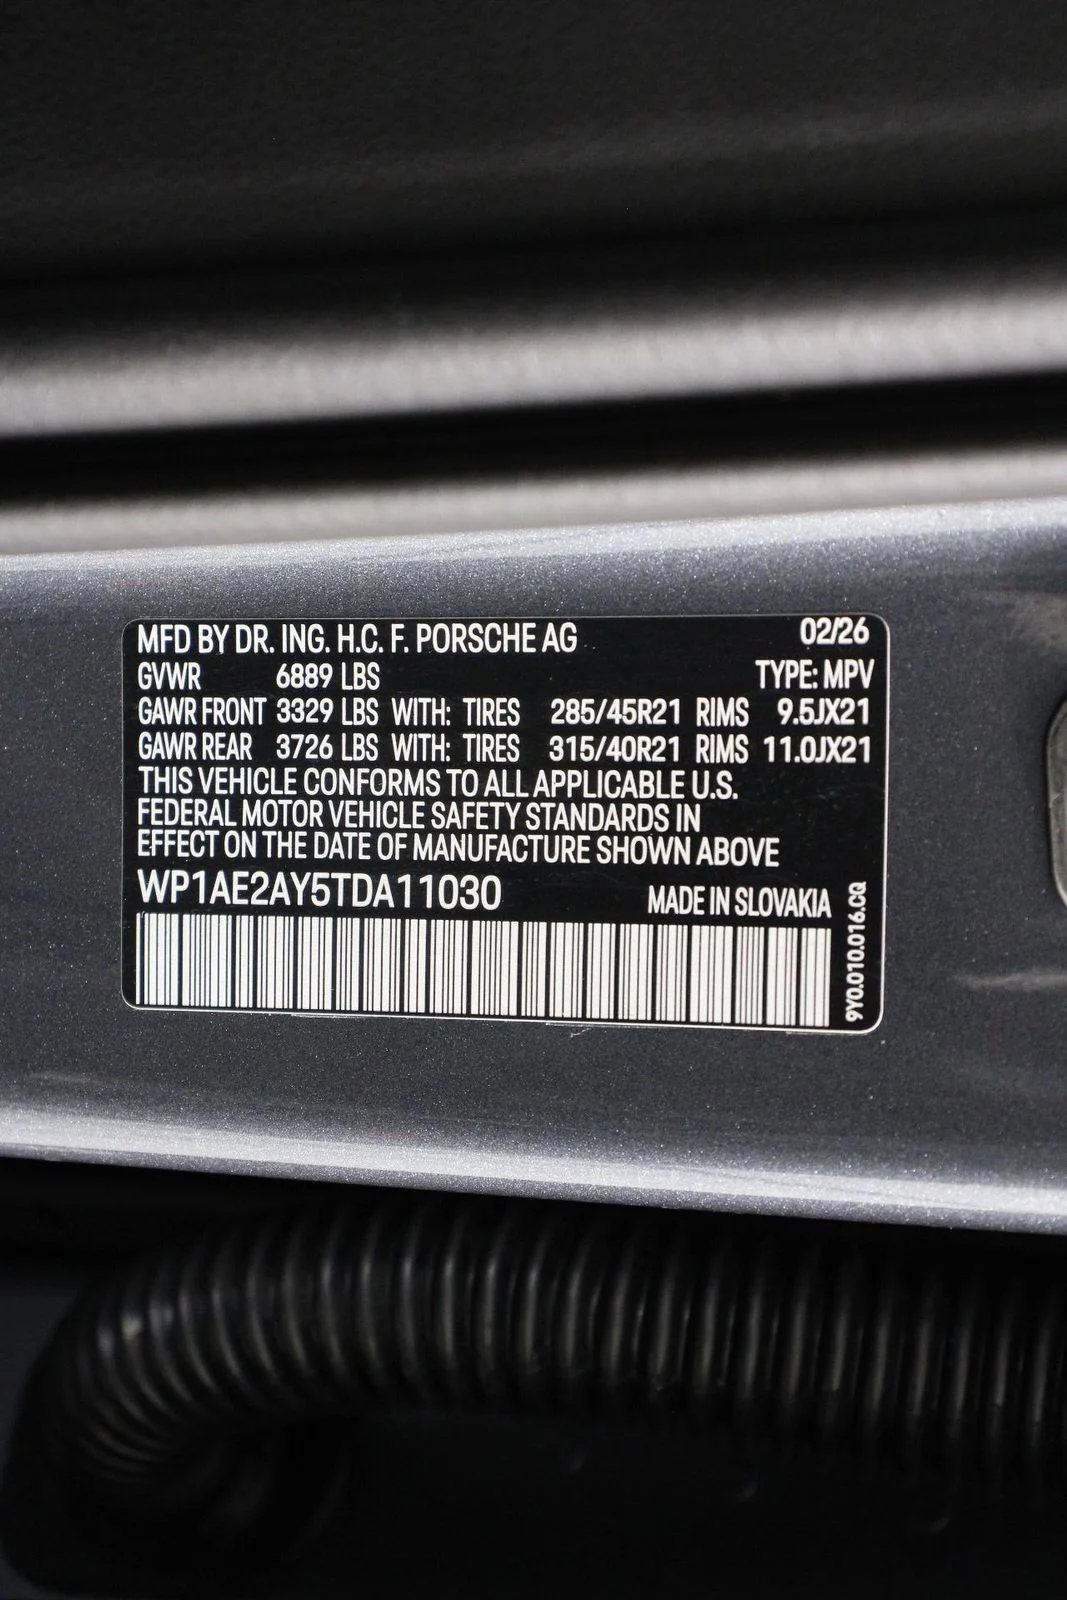 MFD BY DR. ING. H.C. F. PORSCHE AG 02/26
GVWR 6889 LBS TYPE: MPV
GAWR FRONT 3329 LBS WITH: TIRES 285/45R21 RIMS 9.5JX21
GAWR REAR 3726 LBS WITH: TIRES 315/40R21 RIMS 11.0JX21
THIS VEHICLE CONFORMS TO ALL APPLICABLE U.S.
FEDERAL MOTOR VEHICLE SAFETY STANDARDS IN
EFFECT ON THE DATE OF MANUFACTURE SHOWN ABOVE
WP1AE2AY5TDA11030 MADE IN SLOVAKIA
9Y0.010.016.CQ